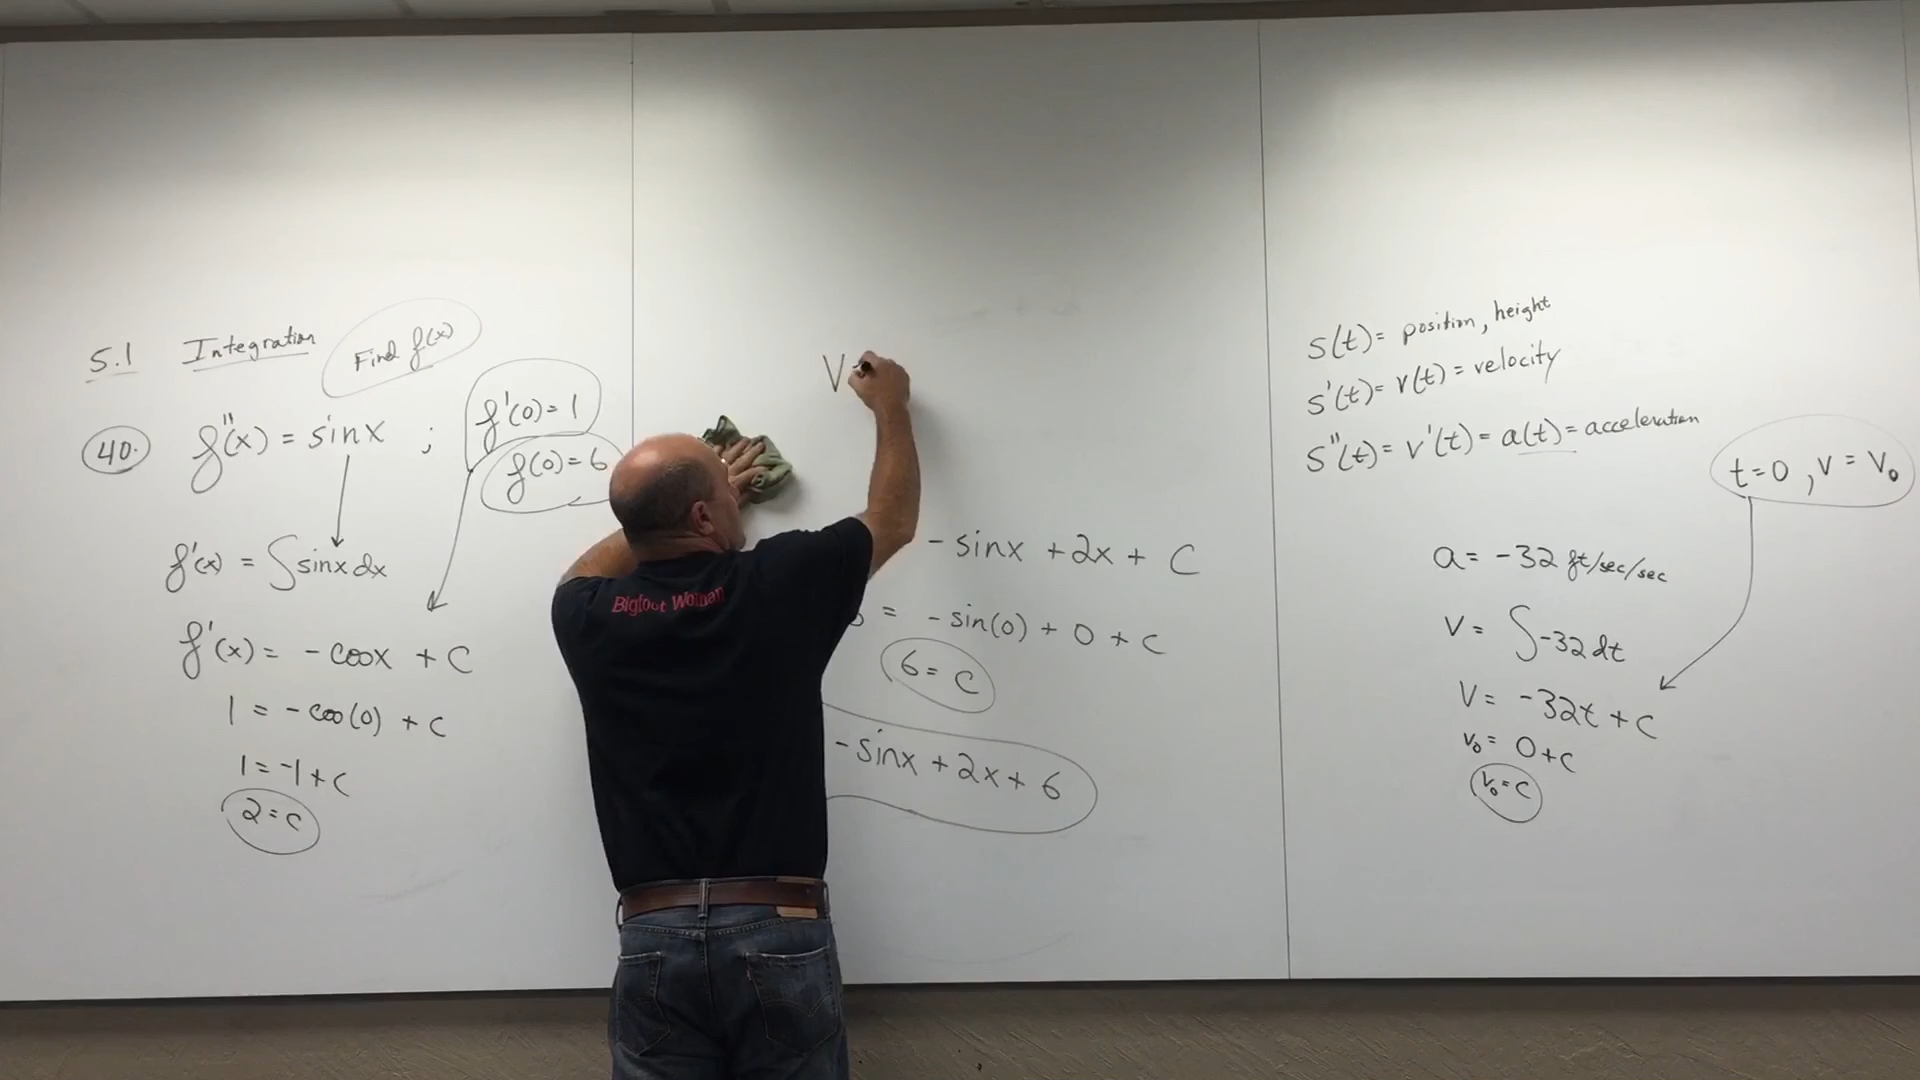 5.1 Integration Find f(x)
40. f''(x) = sinx ; f'(0)=1
f(0)=6
f'(x) = ∫sinx dx
f'(x) = -cosx + C
1 = -cos(0) + C
1 = -1 + C
2 = C
V
Bigfoot Woman
-sinx + 2x + C
= -sin(0) + 0 + C
6 = C
-sinx + 2x + 6
s(t) = position, height
s'(t) = v(t) = velocity
s''(t) = v'(t) = a(t) = acceleration
t=0, v = v₀
a = -32 ft/sec/sec
V = ∫-32 dt
V = -32t + C
v₀ = 0 + C
v₀ = C